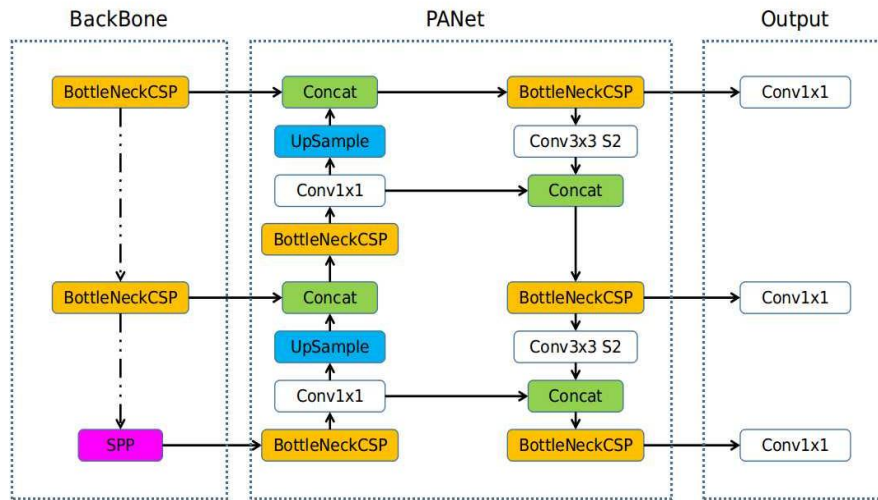 BackBone
PANet
Output
BottleNeckCSP
Concat
BottleNeckCSP
Conv1x1
UpSample
Conv3x3 S2
Conv1x1
Concat
BottleNeckCSP
BottleNeckCSP
Concat
BottleNeckCSP
Conv1x1
UpSample
Conv3x3 S2
Conv1x1
Concat
SPP
BottleNeckCSP
BottleNeckCSP
Conv1x1